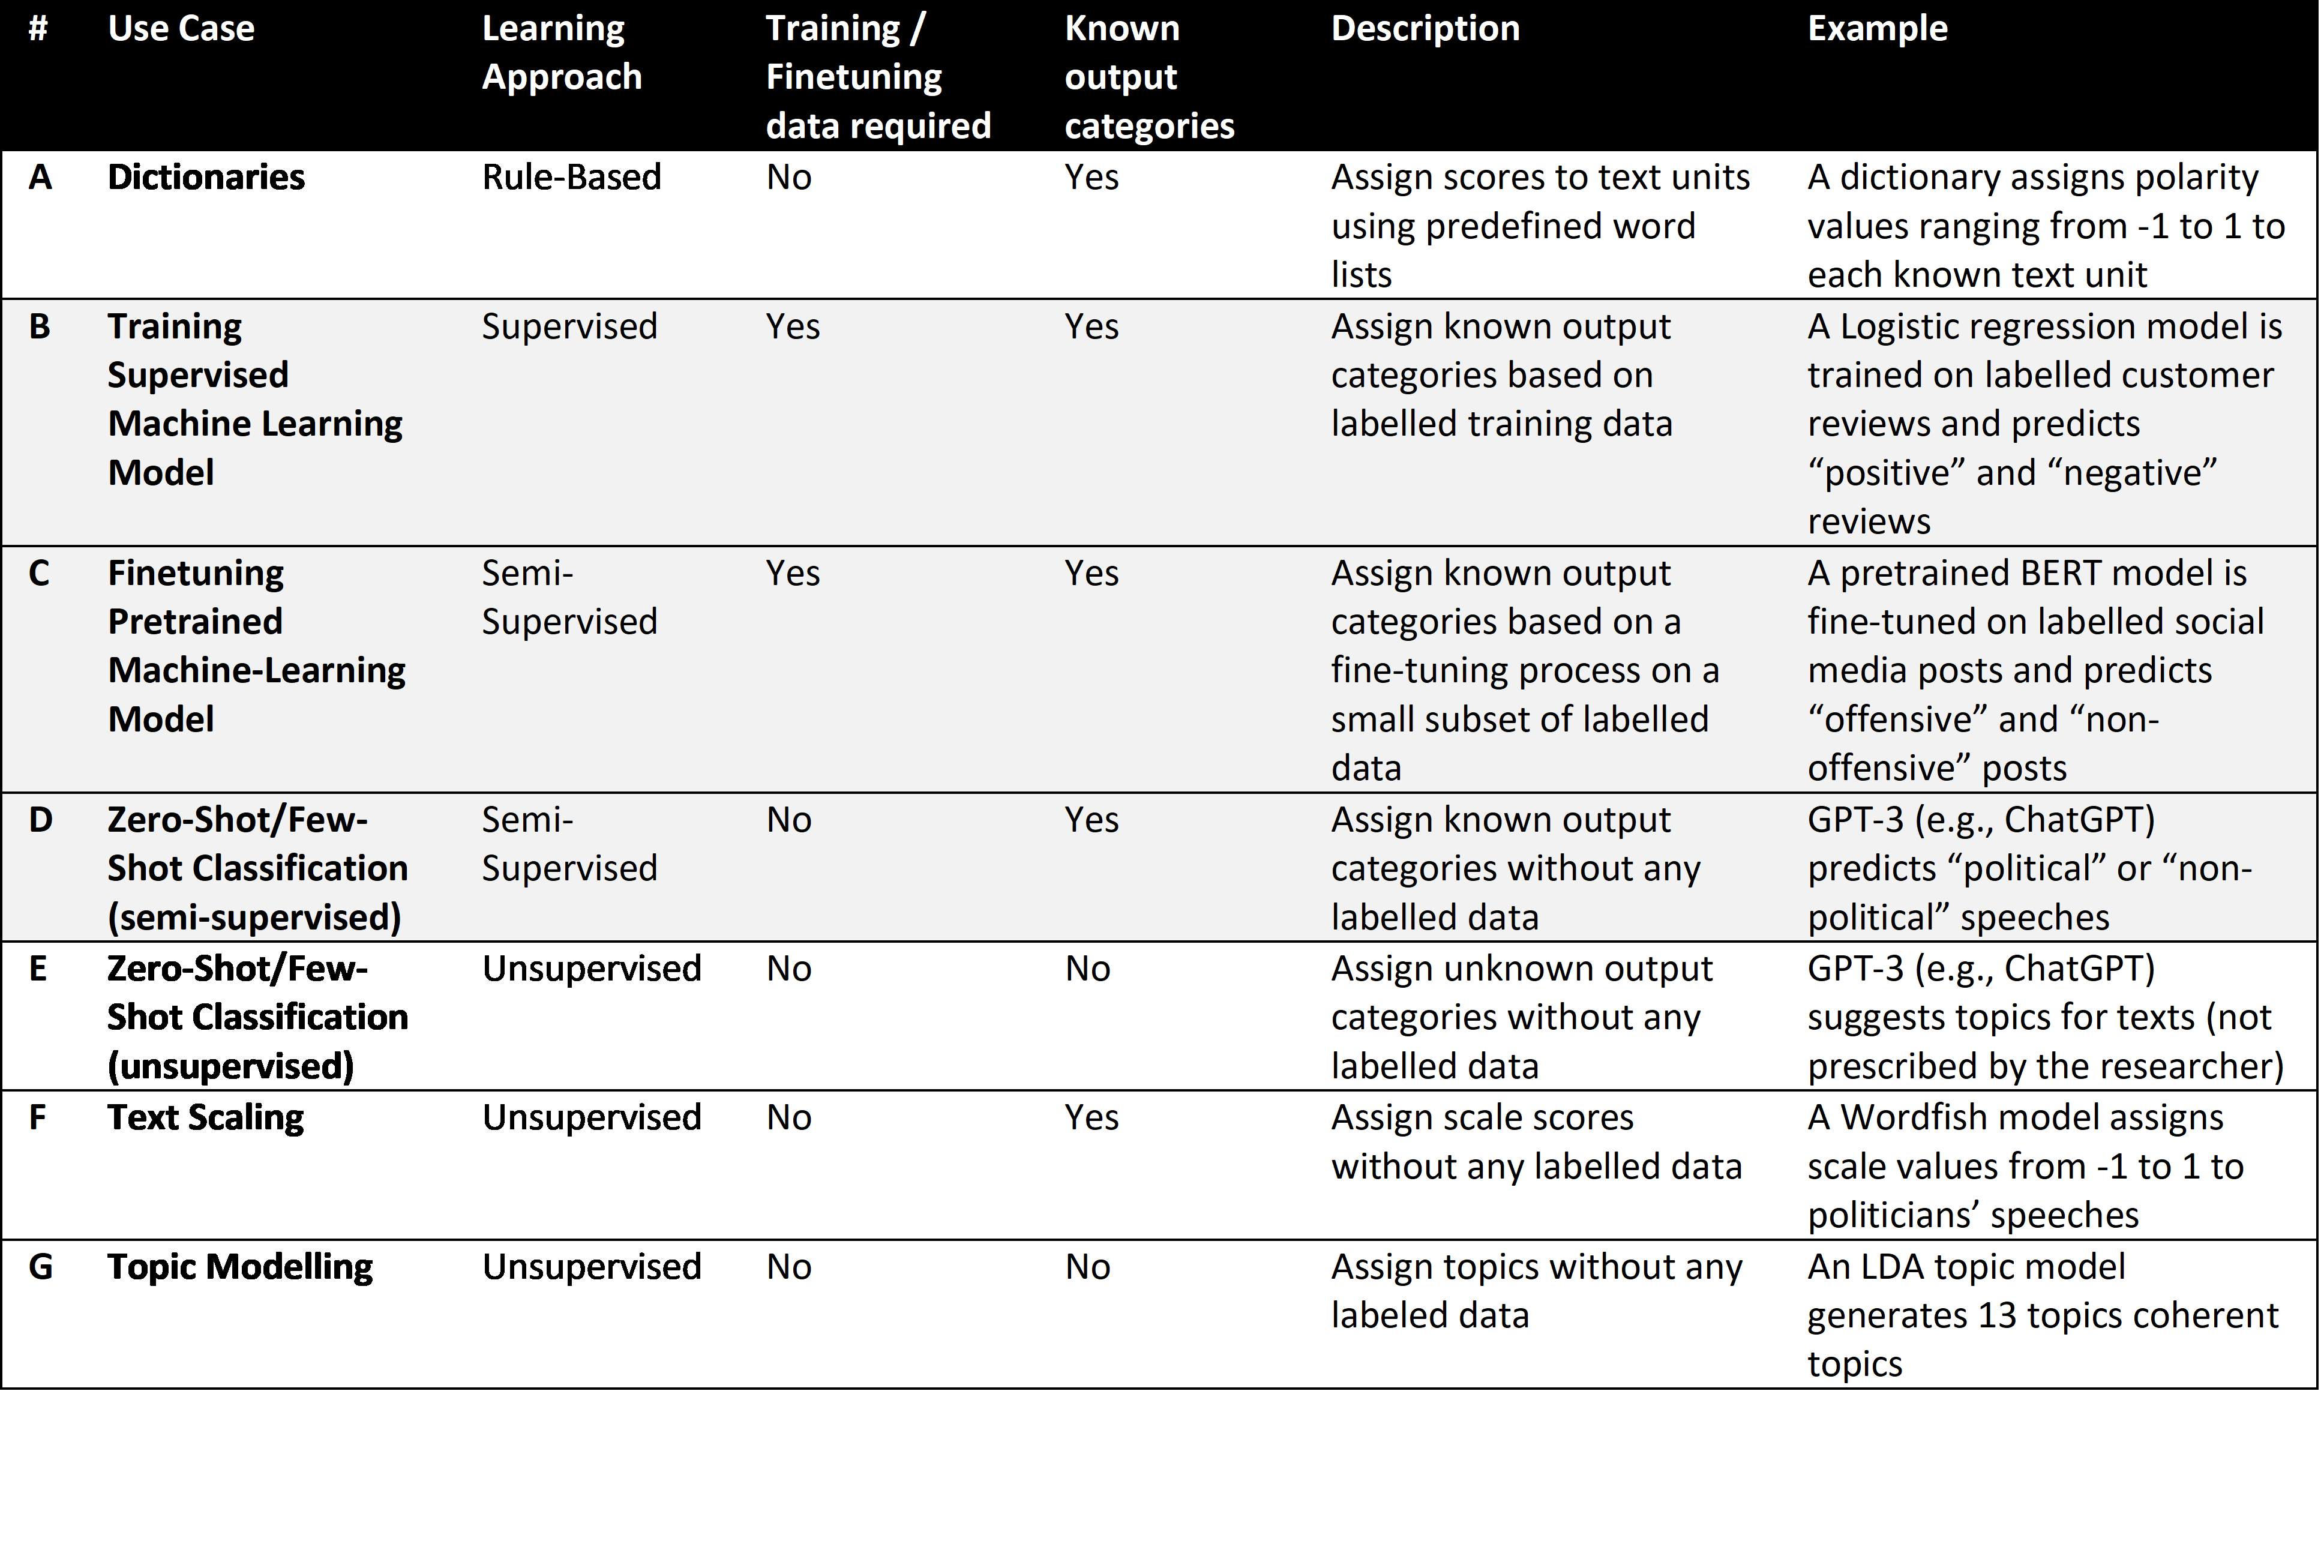 # Use Case Learning Approach Training / Finetuning data required Known output categories Description Example
A Dictionaries Rule-Based No Yes Assign scores to text units using predefined word lists A dictionary assigns polarity values ranging from -1 to 1 to each known text unit
B Training Supervised Machine Learning Model Supervised Yes Yes Assign known output categories based on labelled training data A Logistic regression model is trained on labelled customer reviews and predicts “positive” and “negative” reviews
C Finetuning Pretrained Machine-Learning Model Semi-Supervised Yes Yes Assign known output categories based on a fine-tuning process on a small subset of labelled data A pretrained BERT model is fine-tuned on labelled social media posts and predicts “offensive” and “non-offensive” posts
D Zero-Shot/Few-Shot Classification (semi-supervised) Semi-Supervised No Yes Assign known output categories without any labelled data GPT-3 (e.g., ChatGPT) predicts “political” or “non-political” speeches
E Zero-Shot/Few-Shot Classification (unsupervised) Unsupervised No No Assign unknown output categories without any labelled data GPT-3 (e.g., ChatGPT) suggests topics for texts (not prescribed by the researcher)
F Text Scaling Unsupervised No Yes Assign scale scores without any labelled data A Wordfish model assigns scale values from -1 to 1 to politicians’ speeches
G Topic Modelling Unsupervised No No Assign topics without any labeled data An LDA topic model generates 13 topics coherent topics